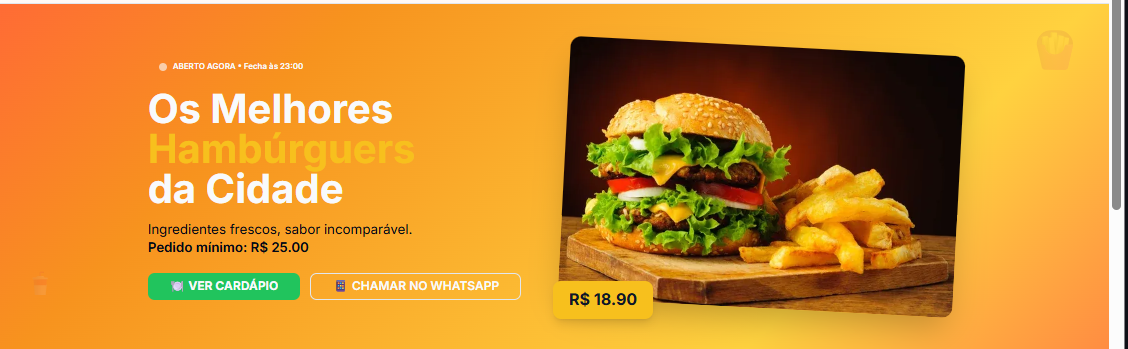 ABERTO AGORA • Fecha às 23:00
Os Melhores
Hambúrguers
da Cidade
Ingredientes frescos, sabor incomparável.
Pedido mínimo: R$ 25.00
VER CARDÁPIO
CHAMAR NO WHATSAPP
R$ 18.90